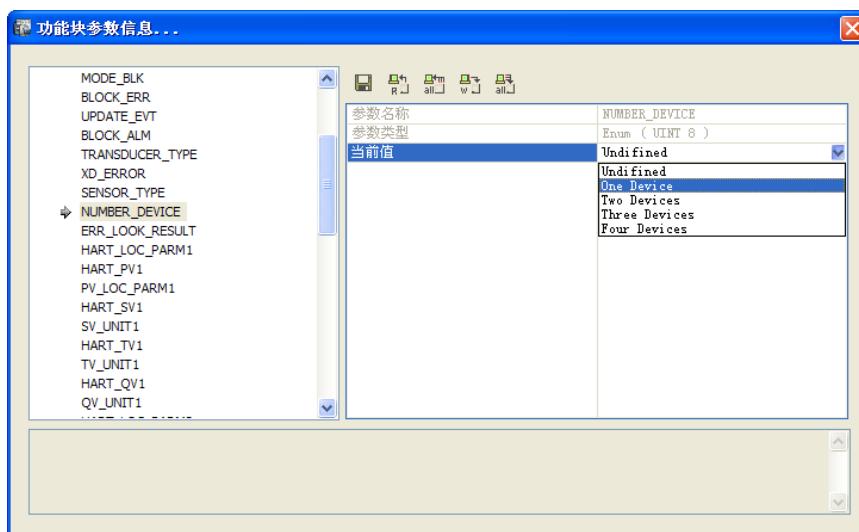 功能块参数信息...
MODE_BLK
BLOCK_ERR
UPDATE_EVT
BLOCK_ALM
TRANSDUCER_TYPE
XD_ERROR
SENSOR_TYPE
NUMBER_DEVICE
ERR_LOOK_RESULT
HART_LOC_PARM1
HART_PV1
PV_LOC_PARM1
HART_SV1
SV_UNIT1
HART_TV1
TV_UNIT1
HART_QV1
QV_UNIT1
R all w all
参数名称 NUMBER_DEVICE
参数类型 Enum ( UINT 8 )
当前值 Undifined
Undifined
One Device
Two Devices
Three Devices
Four Devices